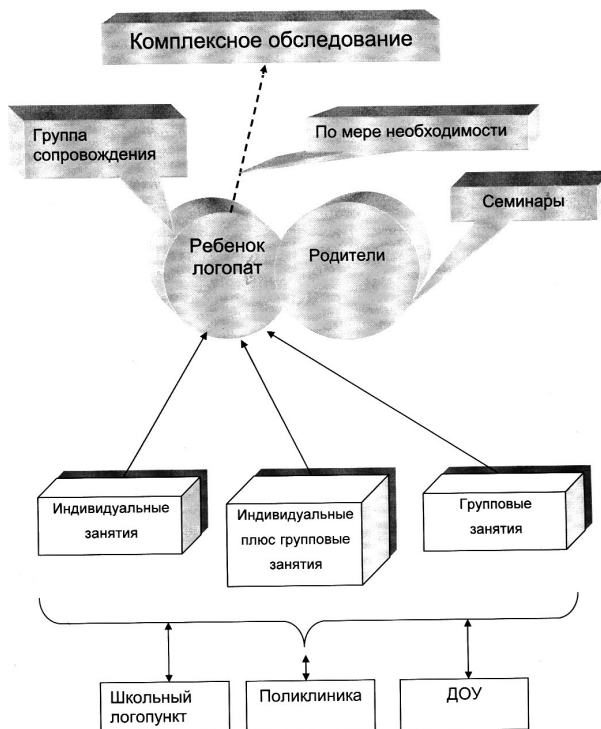 Комплексное обследование
Группа
сопровождения
По мере необходимости
Семинары
Ребенок
логопат
Родители
Индивидуальные
занятия
Индивидуальные
плюс групповые
занятия
Групповые
занятия
Школьный
логопункт
Поликлиника
ДОУ